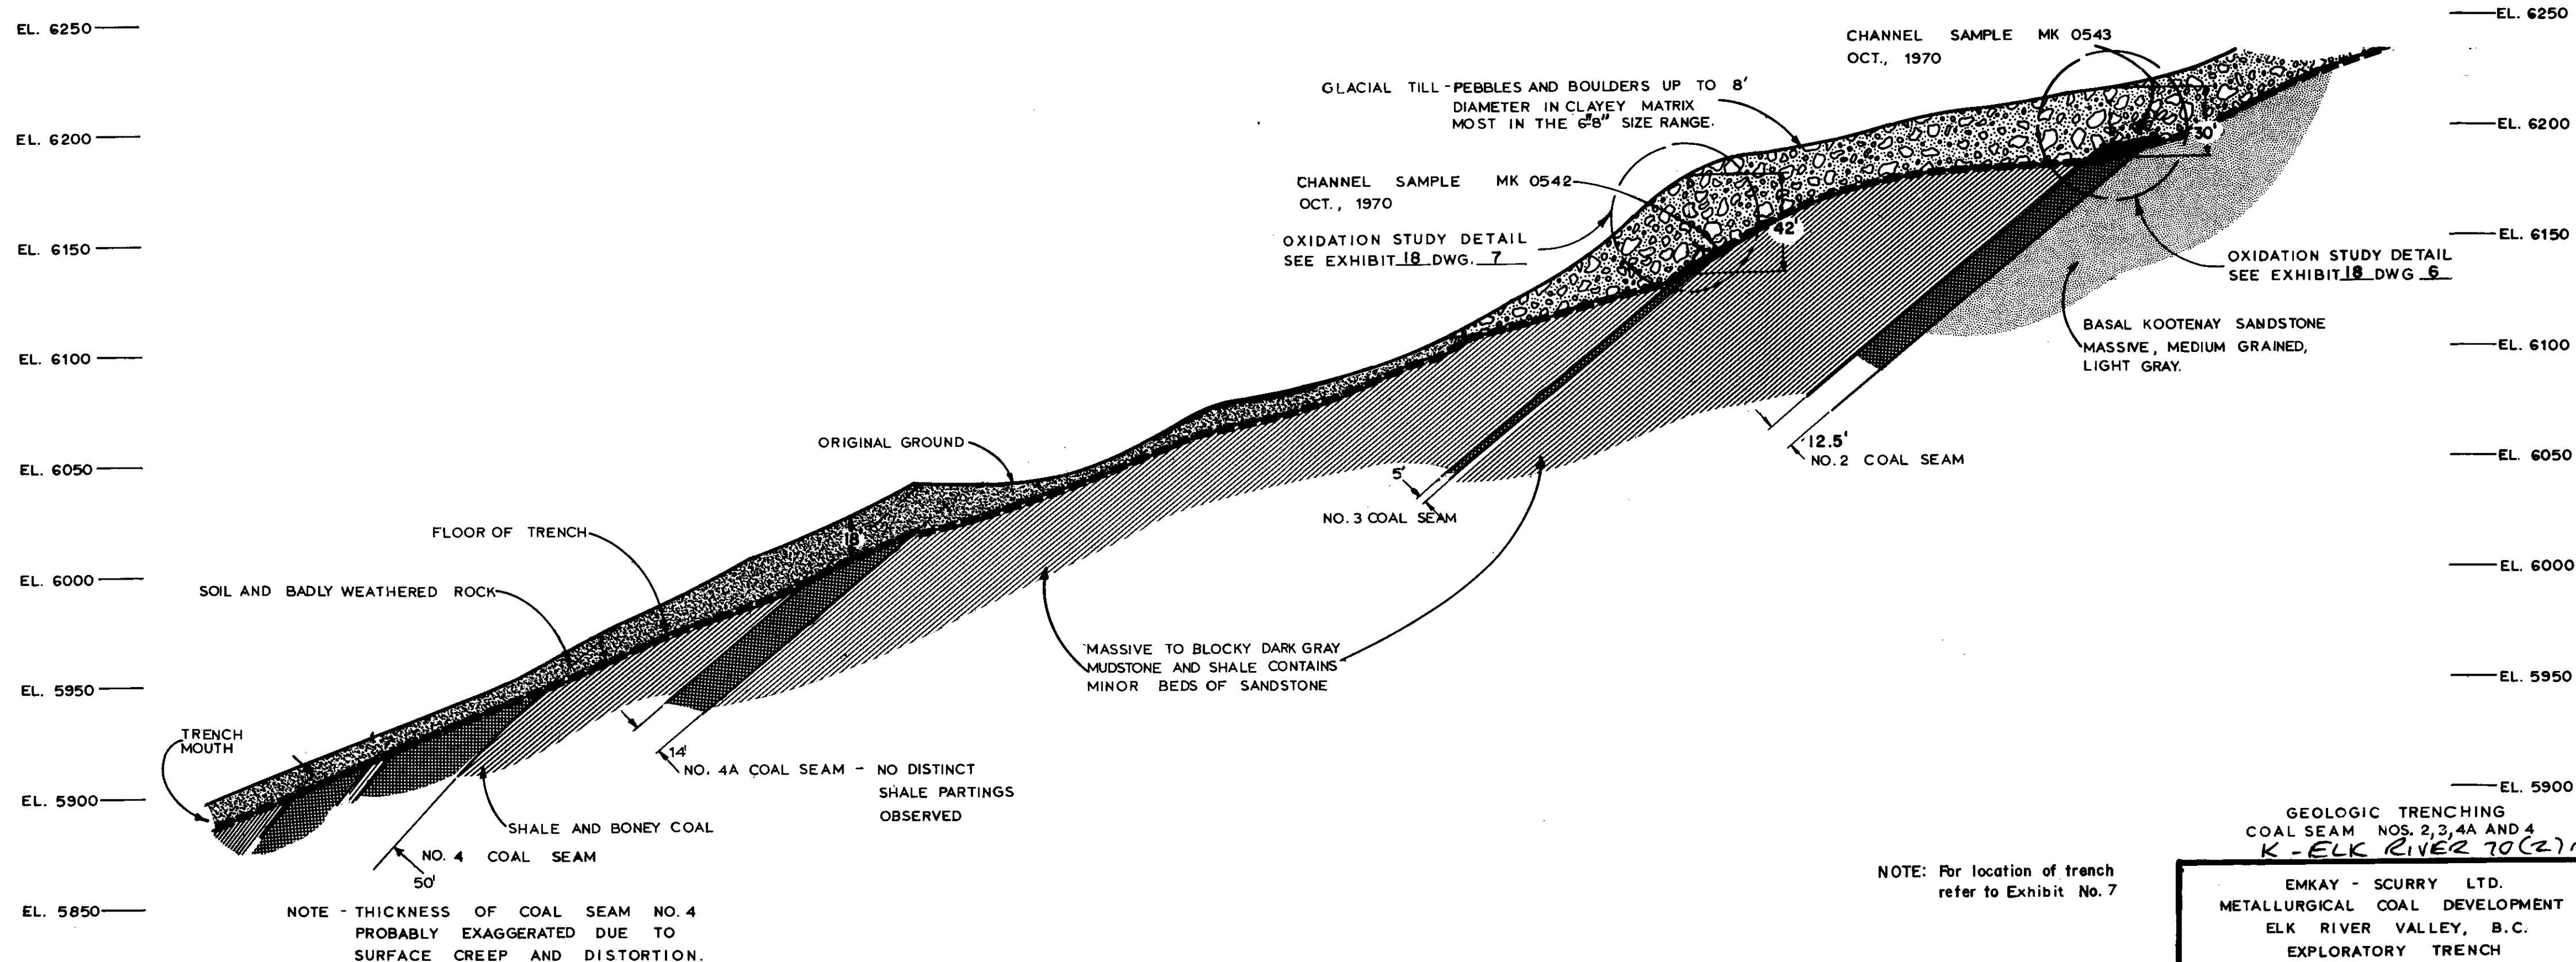 EL. 6250
EL. 6200
EL. 6150
EL. 6100
EL. 6050
EL. 6000
EL. 5950
EL. 5900
EL. 5850
EL. 6250
EL. 6200
EL. 6150
EL. 6100
EL. 6050
EL. 6000
EL. 5950
EL. 5900
CHANNEL SAMPLE MK 0543
OCT., 1970
GLACIAL TILL - PEBBLES AND BOULDERS UP TO 8'
DIAMETER IN CLAYEY MATRIX
MOST IN THE 6"-8" SIZE RANGE.
CHANNEL SAMPLE MK 0542
OCT., 1970
OXIDATION STUDY DETAIL
SEE EXHIBIT 18 DWG. 7
30'
42'
OXIDATION STUDY DETAIL
SEE EXHIBIT 18 DWG 6
BASAL KOOTENAY SANDSTONE
MASSIVE, MEDIUM GRAINED,
LIGHT GRAY.
12.5'
NO. 2 COAL SEAM
5'
NO. 3 COAL SEAM
ORIGINAL GROUND
FLOOR OF TRENCH
18'
SOIL AND BADLY WEATHERED ROCK
MASSIVE TO BLOCKY DARK GRAY
MUDSTONE AND SHALE CONTAINS
MINOR BEDS OF SANDSTONE
TRENCH
MOUTH
14'
NO. 4A COAL SEAM - NO DISTINCT
SHALE PARTINGS
OBSERVED
SHALE AND BONEY COAL
NO. 4 COAL SEAM
50'
NOTE - THICKNESS OF COAL SEAM NO. 4
PROBABLY EXAGGERATED DUE TO
SURFACE CREEP AND DISTORTION.
NOTE: For location of trench
refer to Exhibit No. 7
GEOLOGIC TRENCHING
COAL SEAM NOS. 2, 3, 4A AND 4
K - ELK RIVER 70(2)
EMKAY - SCURRY LTD.
METALLURGICAL COAL DEVELOPMENT
ELK RIVER VALLEY, B.C.
EXPLORATORY TRENCH